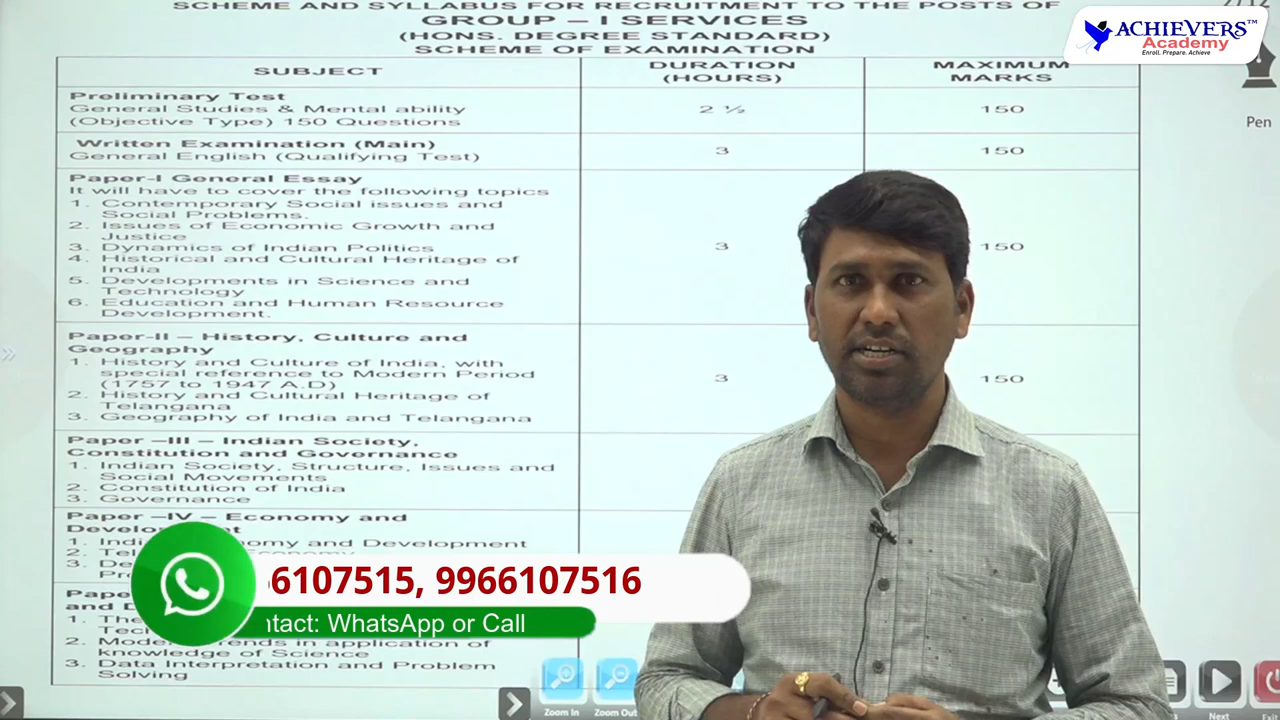 SCHEME AND SYLLABUS FOR RECRUITMENT TO THE POSTS OF
GROUP – I SERVICES
(HONS. DEGREE STANDARD)
SCHEME OF EXAMINATION
ACHIEVERS™
Academy
Enroll. Prepare. Achieve
Pen
SUBJECT
DURATION
(HOURS)
MAXIMUM
MARKS
Preliminary Test
General Studies & Mental ability
(Objective Type) 150 Questions
2 ½
150
Written Examination (Main)
General English (Qualifying Test)
3
150
Paper-I General Essay
It will have to cover the following topics
1. Contemporary Social issues and
Social Problems.
2. Issues of Economic Growth and
Justice
3. Dynamics of Indian Politics
4. Historical and Cultural Heritage of
India
5. Developments in Science and
Technology
6. Education and Human Resource
Development.
3
150
Paper-II – History, Culture and
Geography
1. History and Culture of India, with
special reference to Modern Period
(1757 to 1947 A.D)
2. History and Cultural Heritage of
Telangana
3. Geography of India and Telangana
3
150
Paper –III – Indian Society,
Constitution and Governance
1. Indian Society, Structure, Issues and
Social Movements
2. Constitution of India
3. Governance
Paper –IV – Economy and
1. and Development
2.
3.
6107515, 9966107516
WhatsApp or Call
1.
2. in application of
knowledge of Science
3. Data Interpretation and Problem
Solving
Zoom In
Zoom Out
Next